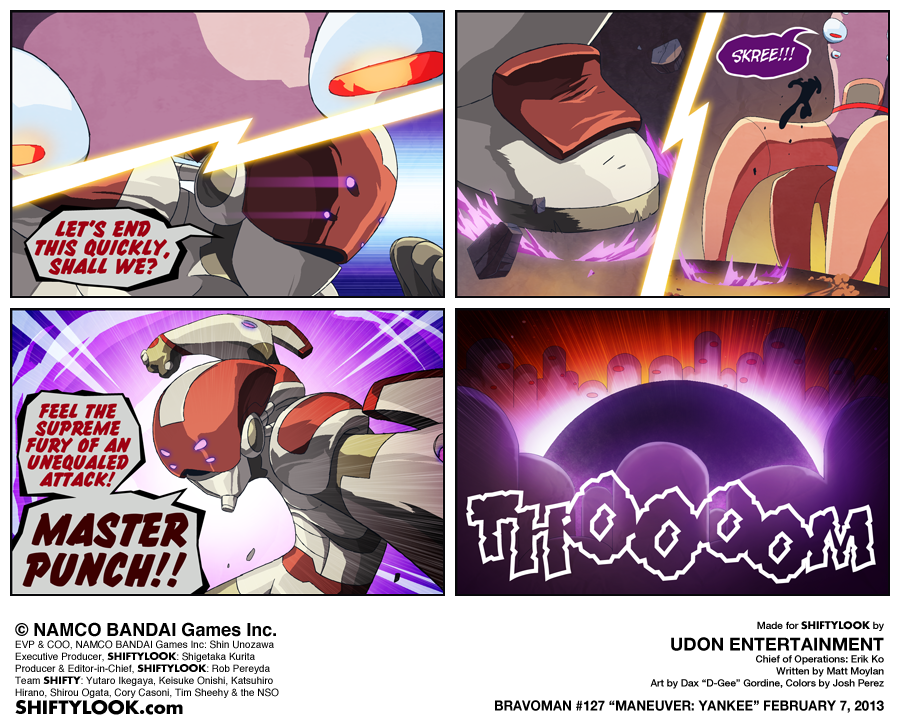 LET'S END
THIS QUICKLY,
SHALL WE?
SKREE!!!
FEEL THE
SUPREME
FURY OF AN
UNEQUALED
ATTACK!
MASTER
PUNCH!!
THOOOOM
© NAMCO BANDAI Games Inc.
EVP & COO, NAMCO BANDAI Games Inc: Shin Unozawa
Executive Producer, SHIFTYLOOK: Shigetaka Kurita
Producer & Editor-in-Chief, SHIFTYLOOK: Rob Pereyda
Team SHIFTY: Yutaro Ikegaya, Keisuke Onishi, Katsuhiro
Hirano, Shirou Ogata, Cory Casoni, Tim Sheehy & the NSO
SHIFTYLOOK.com
Made for SHIFTYLOOK by
UDON ENTERTAINMENT
Chief of Operations: Erik Ko
Written by Matt Moylan
Art by Dax “D-Gee” Gordine, Colors by Josh Perez
BRAVOMAN #127 “MANEUVER: YANKEE” FEBRUARY 7, 2013